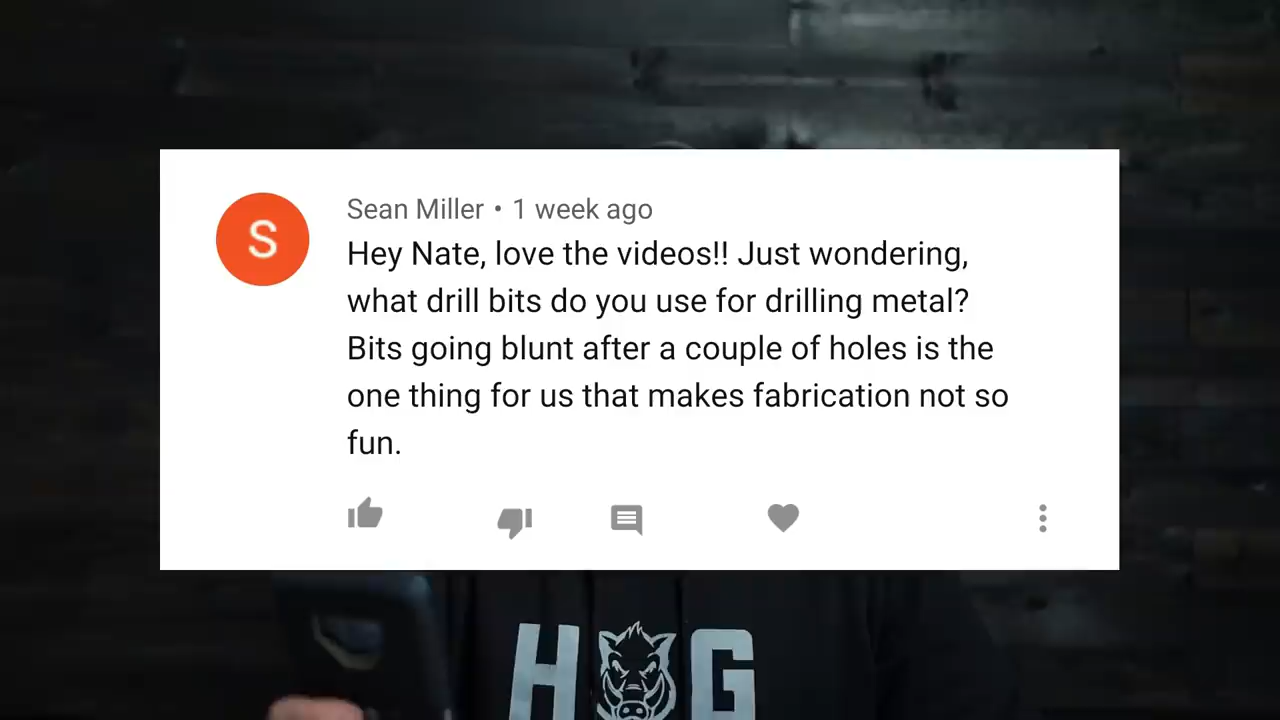 S
Sean Miller • 1 week ago
Hey Nate, love the videos!! Just wondering,
what drill bits do you use for drilling metal?
Bits going blunt after a couple of holes is the
one thing for us that makes fabrication not so
fun.
H G